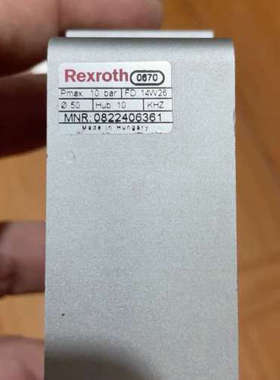 Rexroth 0670
Pmax. 10 bar FD 14W26
Ø 50 Hub 10 KHZ
MNR: 0822406361
Made in Hungary